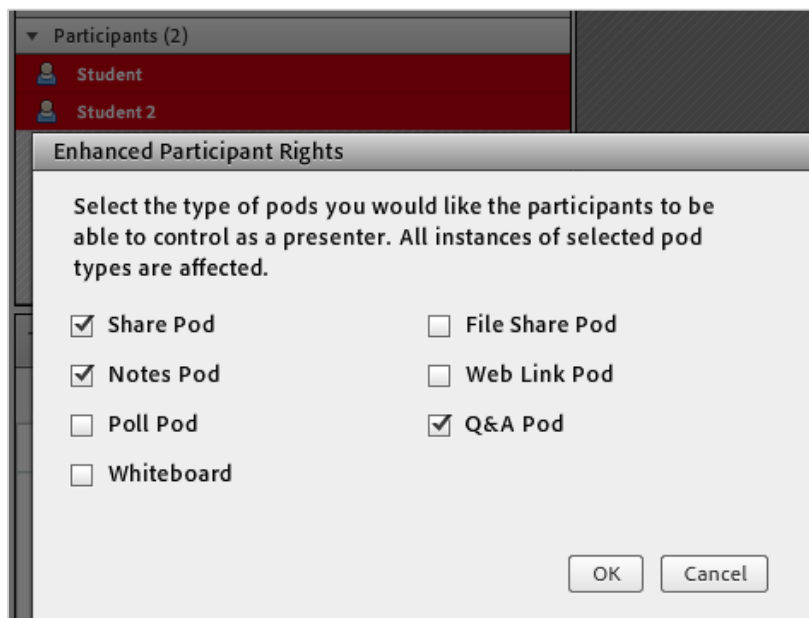 Participants (2)
Student
Student 2
Enhanced Participant Rights
Select the type of pods you would like the participants to be
able to control as a presenter. All instances of selected pod
types are affected.
Share Pod
File Share Pod
Notes Pod
Web Link Pod
Poll Pod
Q&A Pod
Whiteboard
OK
Cancel